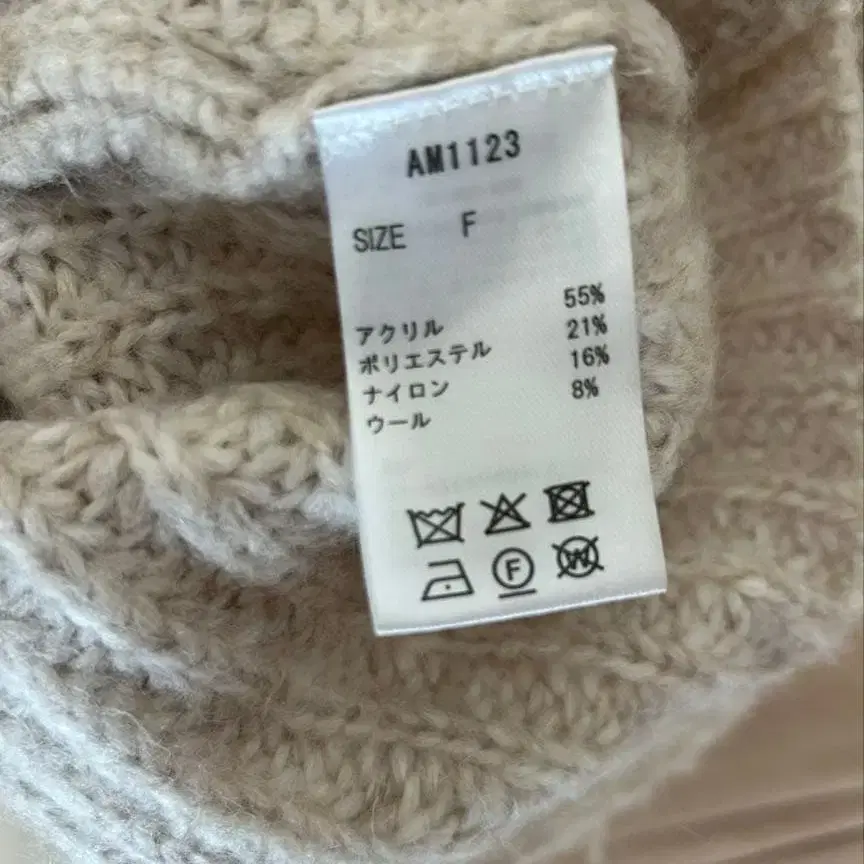 AM1123
SIZE F
アクリル 55%
ポリエステル 21%
ナイロン 16%
ウール 8%
F W